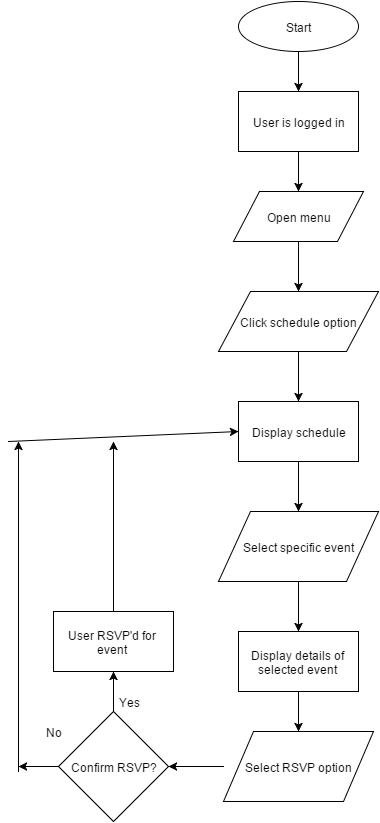 Start
User is logged in
Open menu
Click schedule option
Display schedule
Select specific event
User RSVP'd for
event
Display details of
selected event
Yes
No
Confirm RSVP?
Select RSVP option